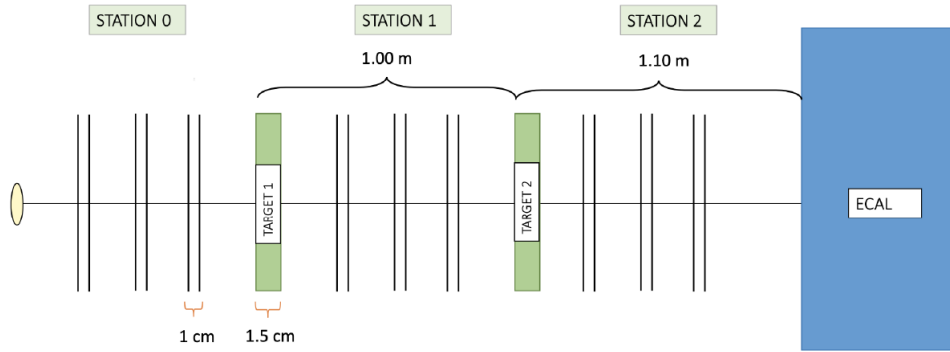 STATION 0
STATION 1
STATION 2
1.00 m
1.10 m
TARGET 1
TARGET 2
ECAL
1 cm
1.5 cm